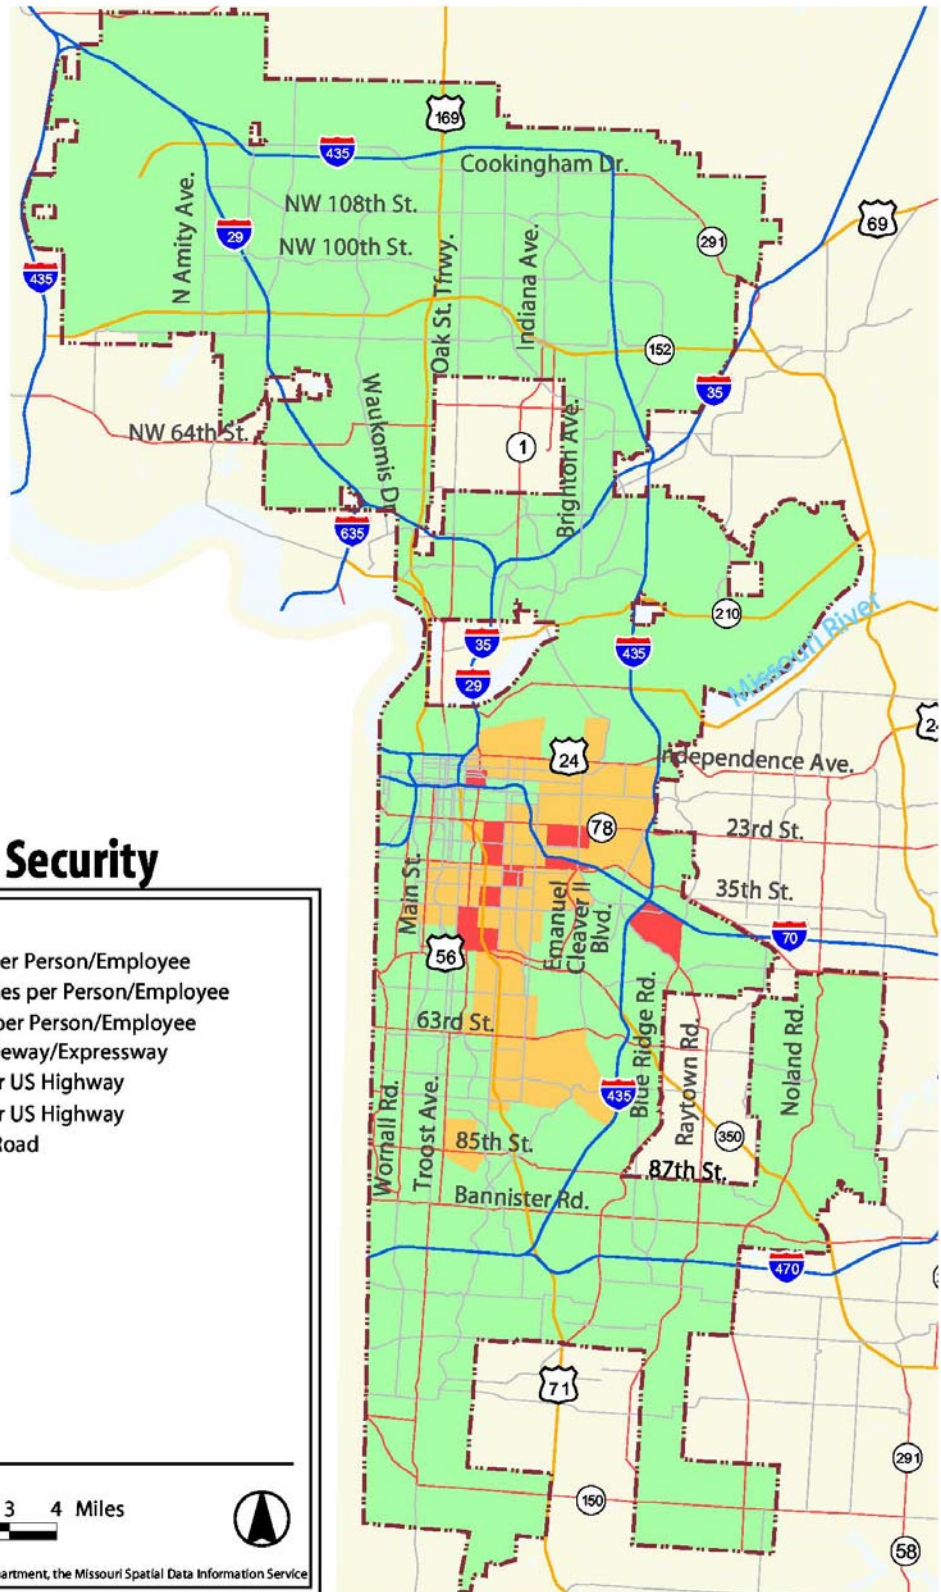 169
435
Cookingham Dr.
NW 108th St.
N Amity Ave.
29
NW 100th St.
Oak St. Tfrwy.
Indiana Ave.
291
69
435
152
35
Waukomis Dr
NW 64th St.
1
Brighton Ave.
635
210
35
435
29
Missouri River
24
Independence Ave.
78
23rd St.
Security
Main St.
35th St.
Emanuel
Cleaver II
Blvd.
70
56
er Person/Employee
es per Person/Employee
per Person/Employee
eway/Expressway
r US Highway
r US Highway
Road
63rd St.
Blue Ridge Rd.
Raytown Rd.
Noland Rd.
435
Wornall Rd.
Troost Ave.
350
85th St.
87th St.
Bannister Rd.
470
71
291
3 4 Miles
150
58
artment, the Missouri Spatial Data Information Service